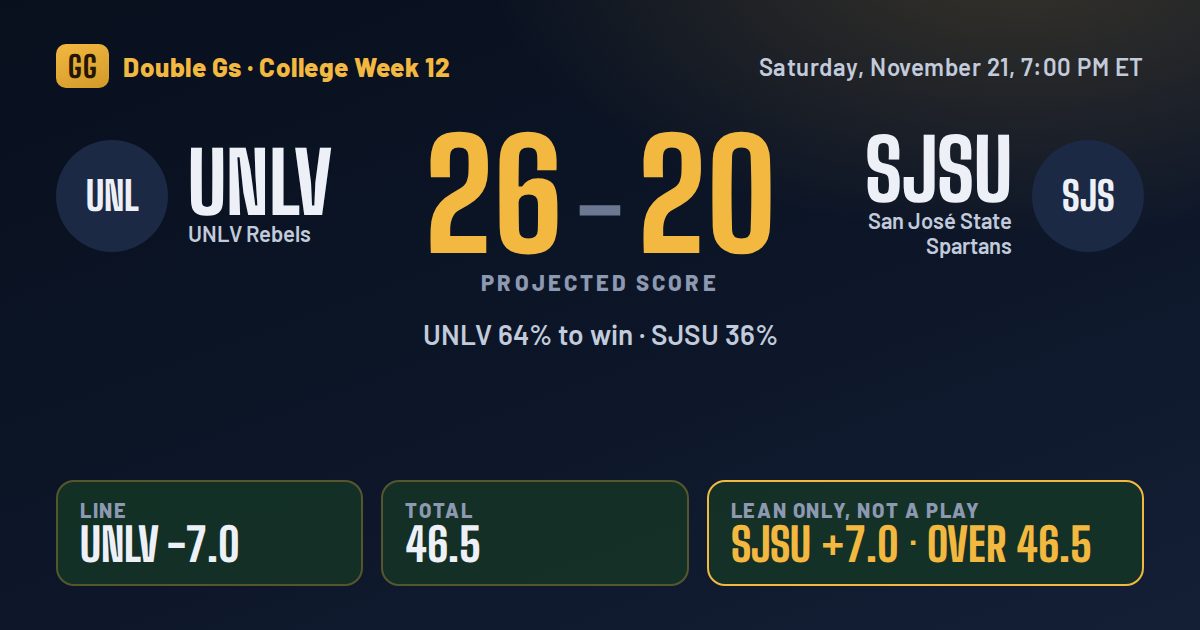 GG
Double Gs · College Week 12
Saturday, November 21, 7:00 PM ET
UNL
UNLV
UNLV Rebels
26 – 20
PROJECTED SCORE
UNLV 64% to win · SJSU 36%
SJSU
San José State
Spartans
SJS
LINE
UNLV −7.0
TOTAL
46.5
LEAN ONLY, NOT A PLAY
SJSU +7.0 · OVER 46.5